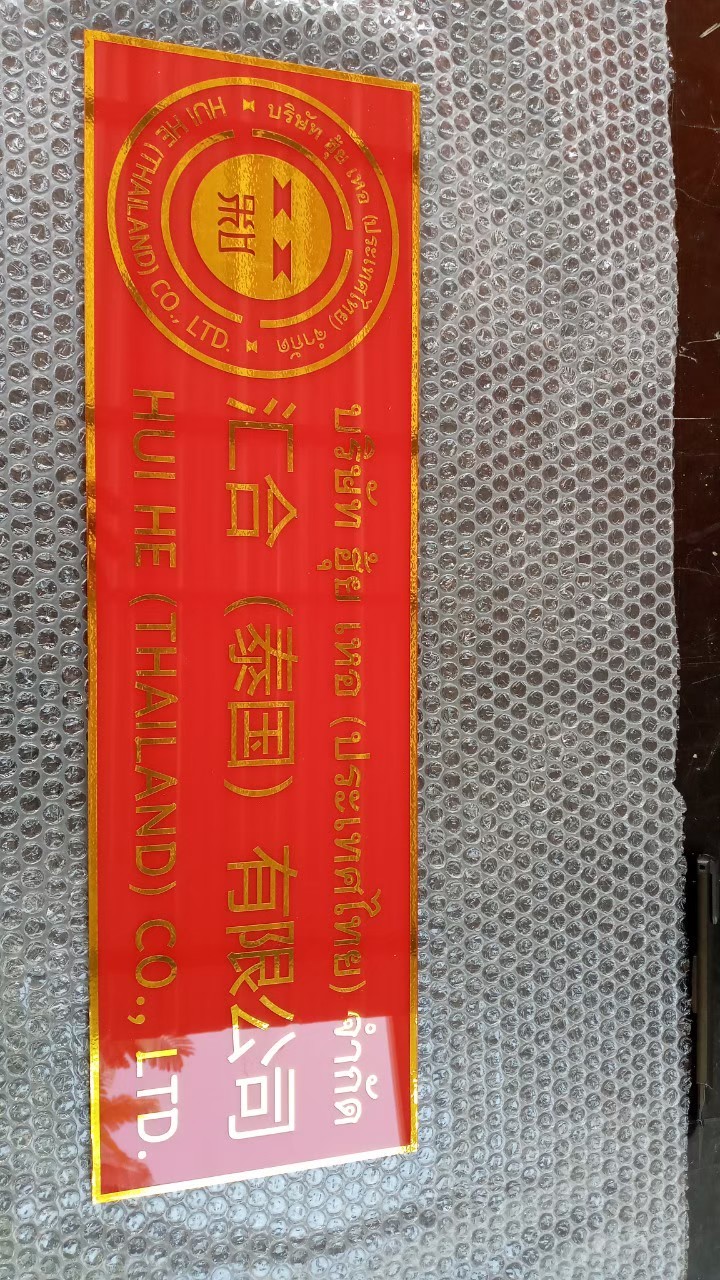 บริษัท ฮุ้ย เหอ (ประเทศไทย) จำกัด
HUI HE (THAILAND) CO., LTD.
บริษัท ฮุ้ย เหอ (ประเทศไทย) จำกัด
汇合（泰国）有限公司
HUI HE (THAILAND) CO., LTD.